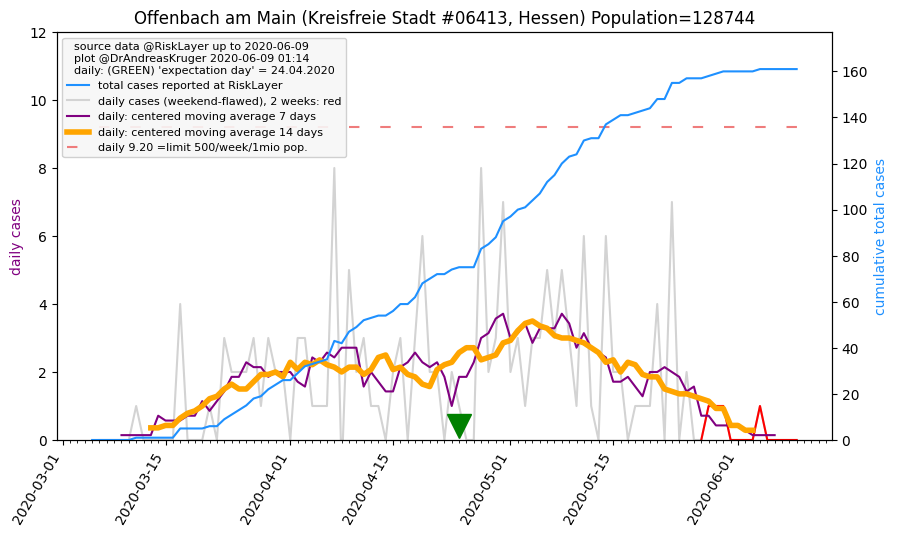 Offenbach am Main (Kreisfreie Stadt #06413, Hessen) Population=128744
source data @RiskLayer up to 2020-06-09
plot @DrAndreasKruger 2020-06-09 01:14
daily: (GREEN) 'expectation day' = 24.04.2020
total cases reported at RiskLayer
daily cases (weekend-flawed), 2 weeks: red
daily: centered moving average 7 days
daily: centered moving average 14 days
daily 9.20 =limit 500/week/1mio pop.
daily cases
12
10
8
6
4
2
0
cumulative total cases
160
140
120
100
80
60
40
20
0
2020-03-01
2020-03-15
2020-04-01
2020-04-15
2020-05-01
2020-05-15
2020-06-01